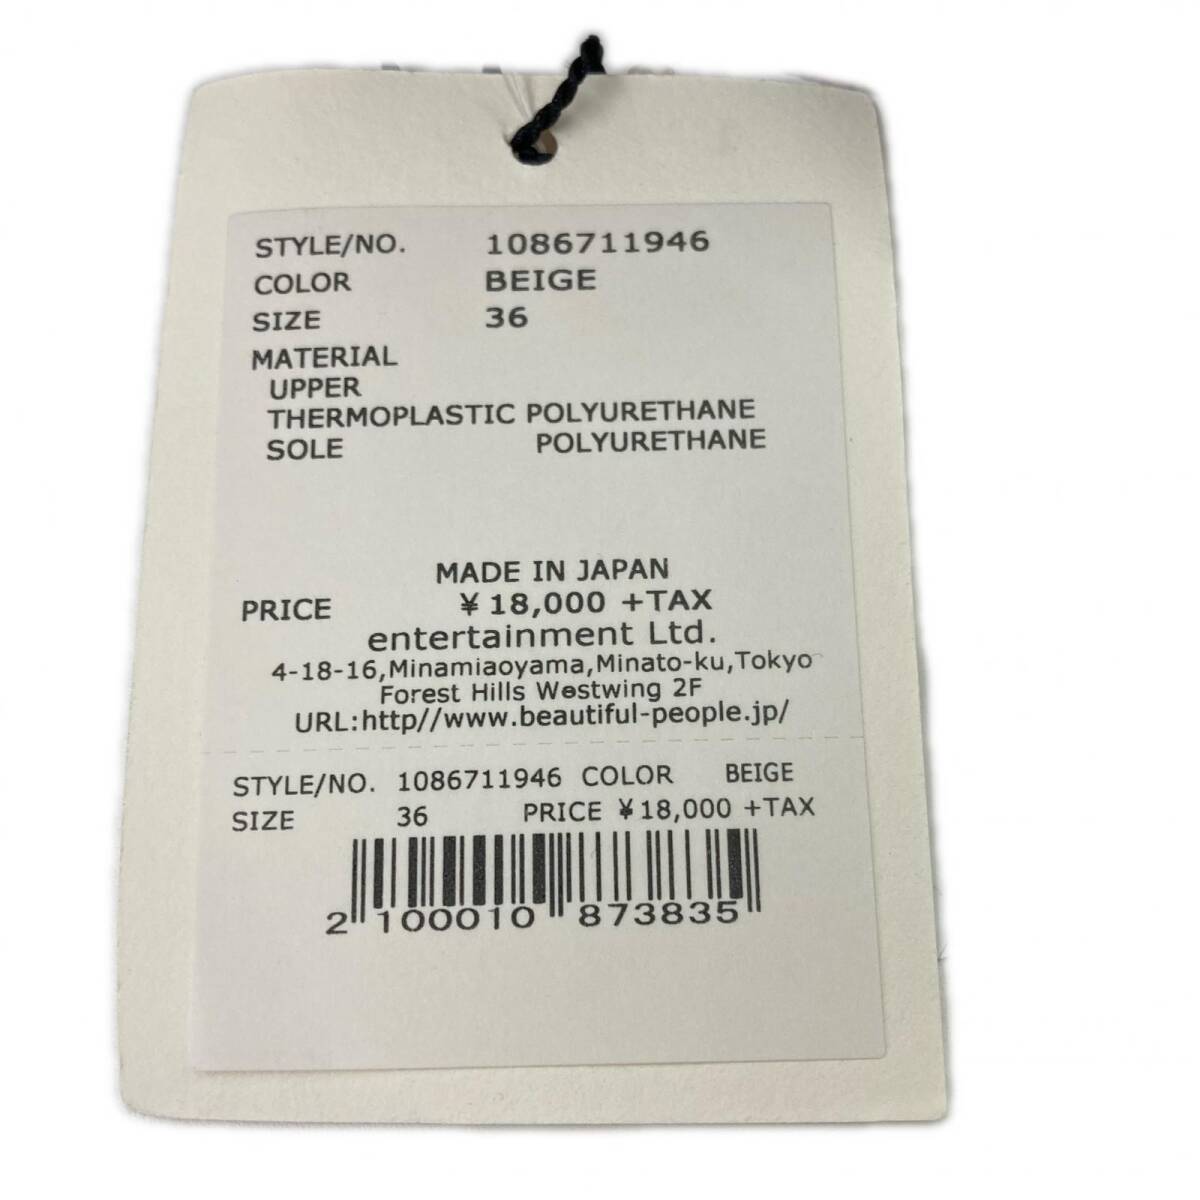 STYLE/NO. 1086711946
COLOR BEIGE
SIZE 36
MATERIAL
UPPER
THERMOPLASTIC POLYURETHANE
SOLE POLYURETHANE
MADE IN JAPAN
PRICE ¥ 18,000 +TAX
entertainment Ltd.
4-18-16,Minamiaoyama,Minato-ku,Tokyo
Forest Hills Westwing 2F
URL:http//www.beautiful-people.jp/
STYLE/NO. 1086711946 COLOR BEIGE
SIZE 36 PRICE ¥18,000 +TAX
2 100010 873835